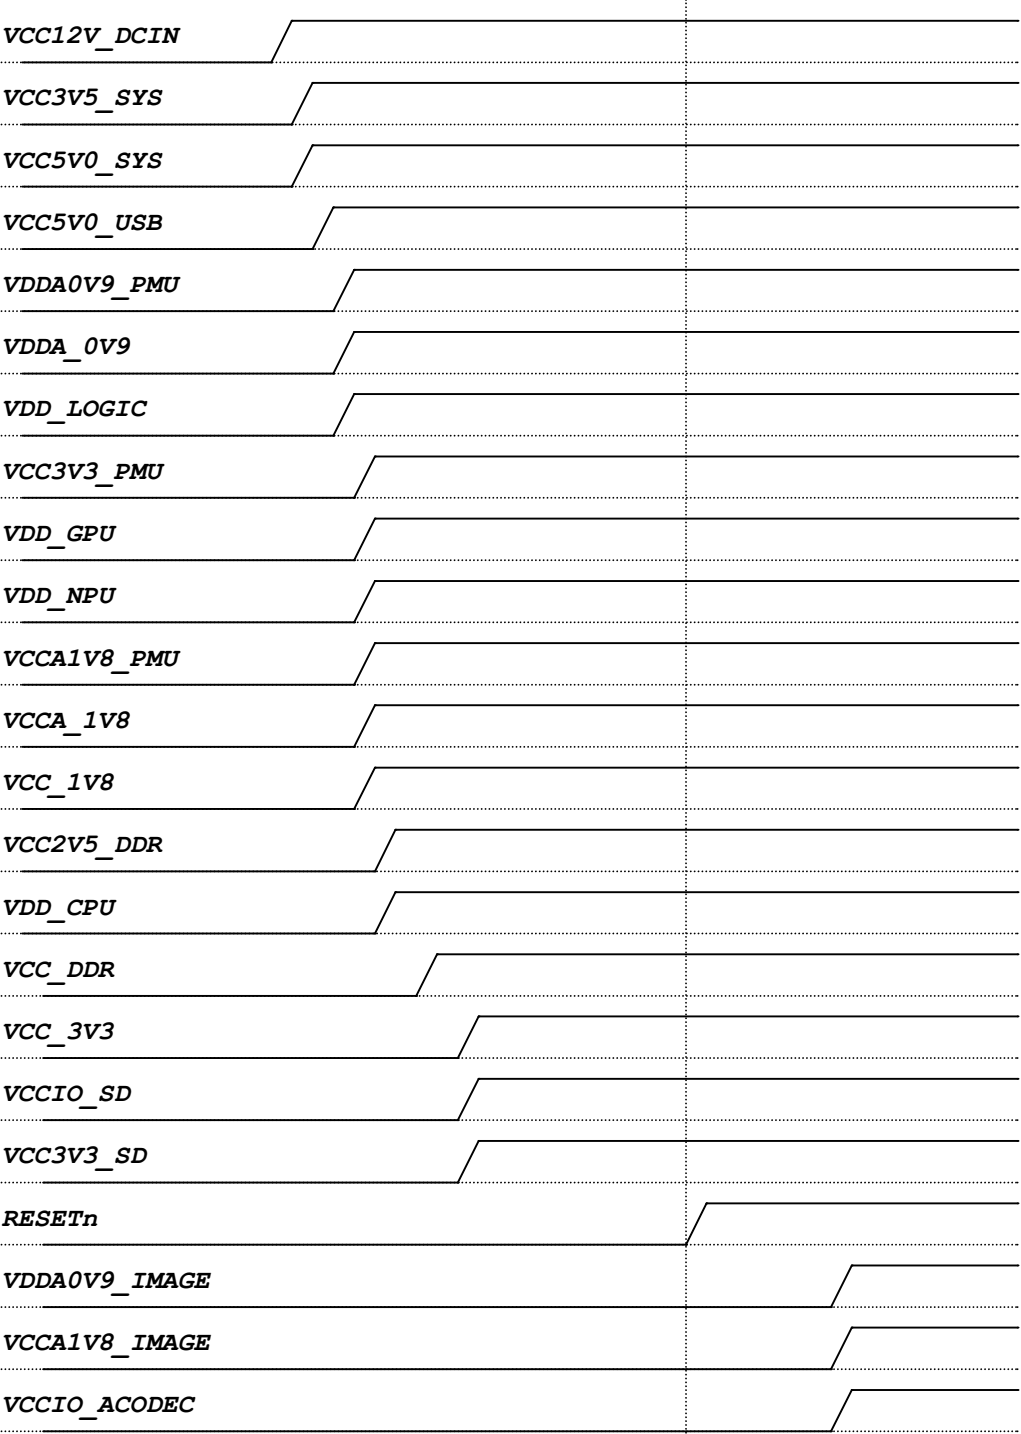 VCC12V_DCIN
VCC3V5_SYS
VCC5V0_SYS
VCC5V0_USB
VDDA0V9_PMU
VDDA_0V9
VDD_LOGIC
VCC3V3_PMU
VDD_GPU
VDD_NPU
VCCA1V8_PMU
VCCA_1V8
VCC_1V8
VCC2V5_DDR
VDD_CPU
VCC_DDR
VCC_3V3
VCCIO_SD
VCC3V3_SD
RESETn
VDDA0V9_IMAGE
VCCA1V8_IMAGE
VCCIO_ACODEC